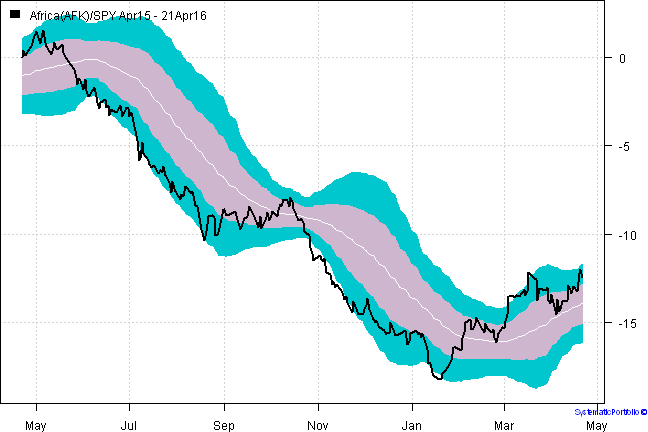 Africa(AFK)/SPY Apr15 - 21Apr16
0
-5
-10
-15
SystematicPortfolio ©
May Jul Sep Nov Jan Mar May